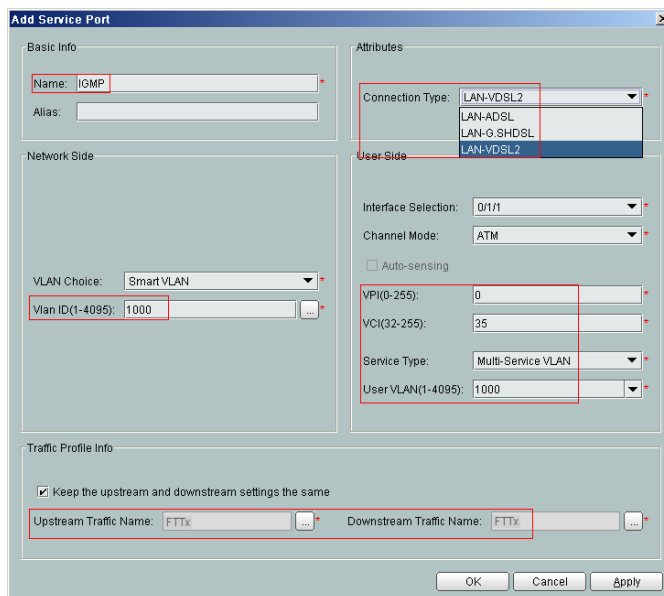 Add Service Port
Basic Info
Name: IGMP *
Alias:
Attributes
Connection Type: LAN-VDSL2 *
LAN-ADSL
LAN-G.SHDSL
LAN-VDSL2
Network Side
VLAN Choice: Smart VLAN *
Vlan ID(1-4095): 1000 ... *
User Side
Interface Selection: 0/1/1 *
Channel Mode: ATM *
Auto-sensing
VPI(0-255): 0 *
VCI(32-255): 35 *
Service Type: Multi-Service VLAN *
User VLAN(1-4095): 1000 *
Traffic Profile Info
Keep the upstream and downstream settings the same
Upstream Traffic Name: FTTx ... * Downstream Traffic Name: FTTx ... *
OK Cancel Apply